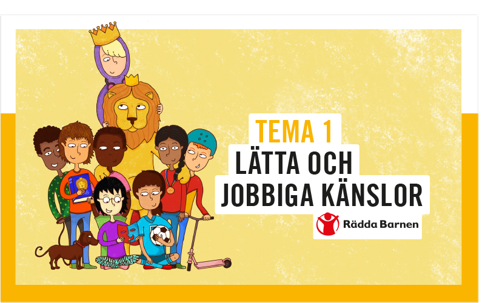 TEMA 1
LÄTTA OCH
JOBBIGA KÄNSLOR
Rädda Barnen